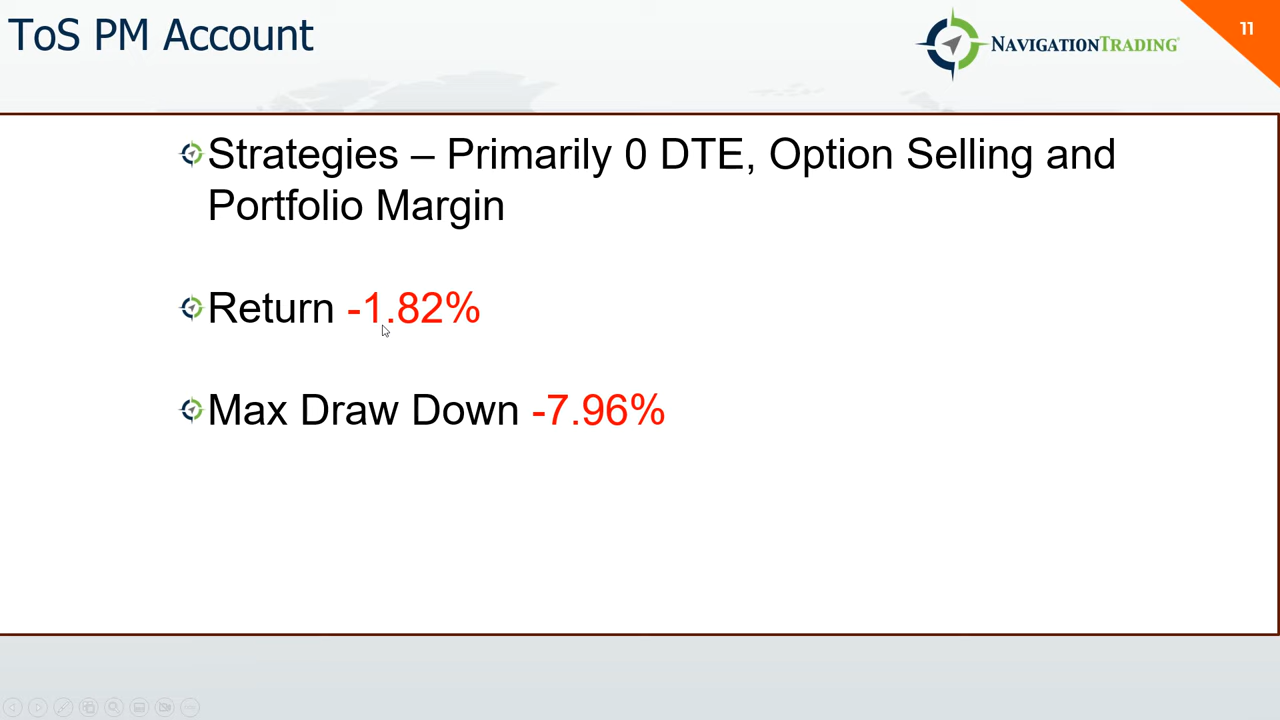 ToS PM Account
NAVIGATIONTRADING®
11
Strategies – Primarily 0 DTE, Option Selling and
Portfolio Margin
Return -1.82%
Max Draw Down -7.96%